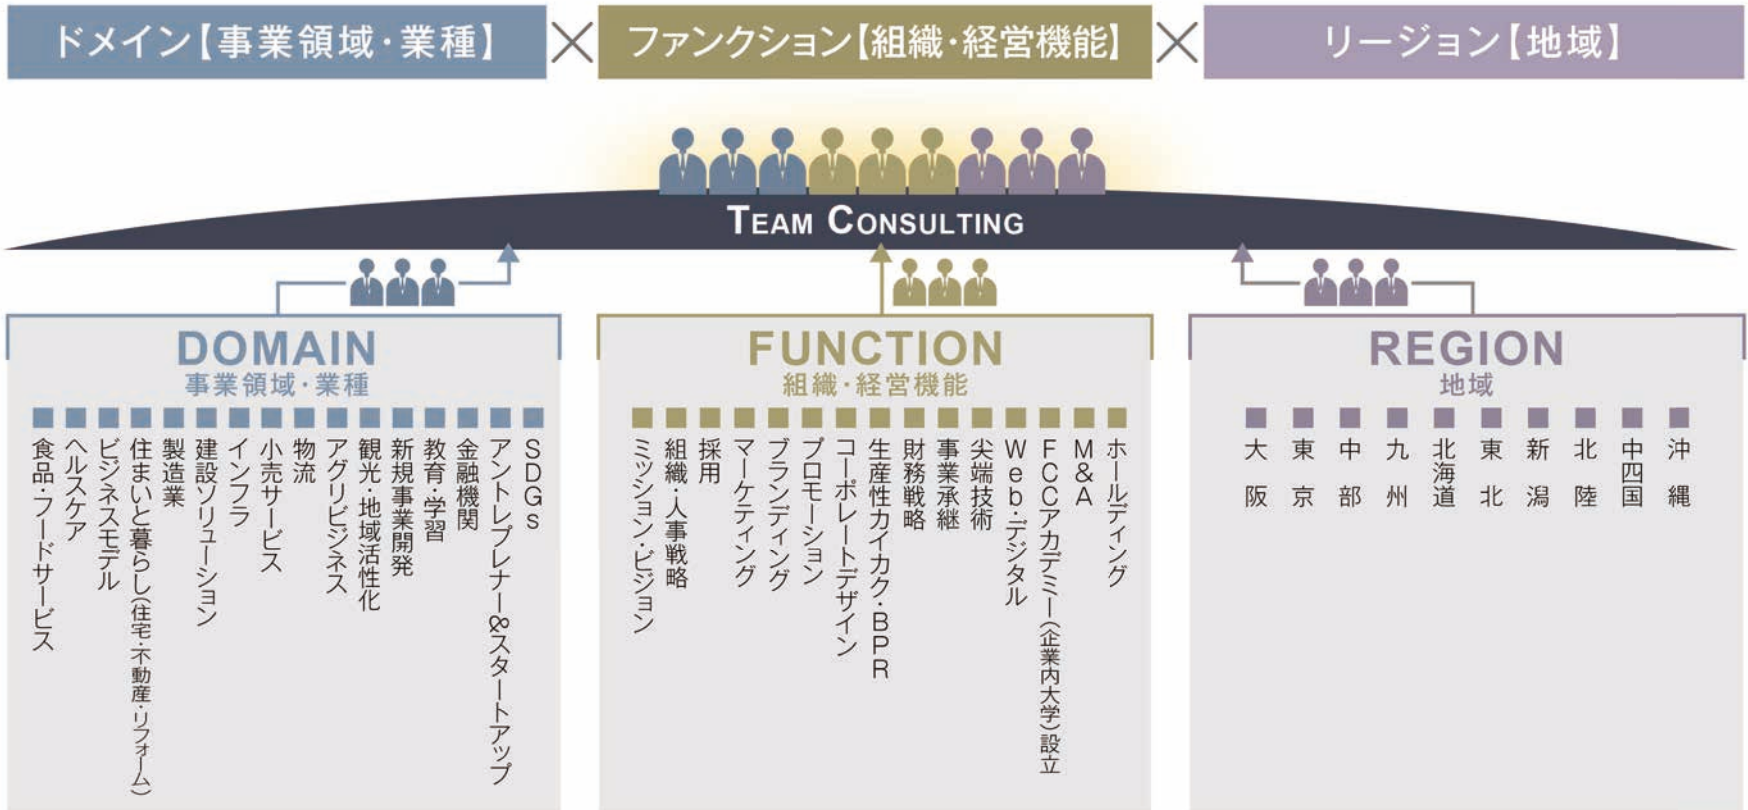 ドメイン【事業領域・業種】
ファンクション【組織・経営機能】
リージョン【地域】
TEAM CONSULTING
DOMAIN
事業領域・業種
食品・フードサービス
ヘルスケア
ビジネスモデル
住まいと暮らし(住宅・不動産・リフォーム)
製造業
建設ソリューション
インフラ
小売サービス
物流
アグリビジネス
観光・地域活性化
新規事業開発
教育・学習
金融機関
アントレプレナー&スタートアップ
SDGs
FUNCTION
組織・経営機能
ミッション・ビジョン
組織・人事戦略
採用
マーケティング
ブランディング
プロモーション
コーポレートデザイン
生産性カイカク・BPR
財務戦略
事業承継
尖端技術
Web・デジタル
FCCアカデミー(企業内大学)設立
M&A
ホールディング
REGION
地域
大阪
東京
中部
九州
北海道
東北
新潟
北陸
中四国
沖縄